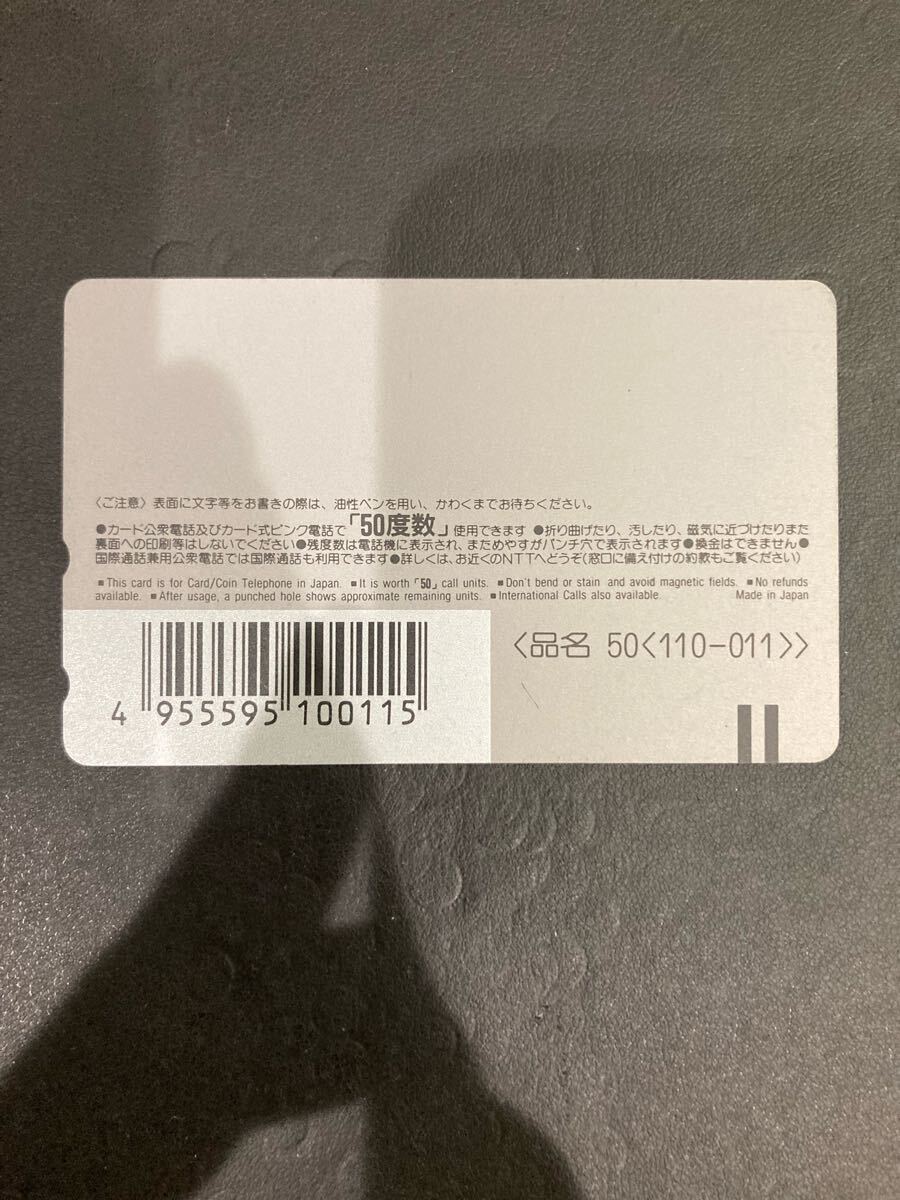 〈ご注意〉表面に文字等をお書きの際は、油性ペンを用い、かわくまでお待ちください。
●カード公衆電話及びカード式ピンク電話で「50度数」使用できます ●折り曲げたり、汚したり、磁気に近づけたりまた
裏面への印刷等はしないでください●残度数は電話機に表示され、まためやすがパンチ穴で表示されます●換金はできません●
国際通話兼用公衆電話では国際通話も利用できます●詳しくは、お近くのNTTへどうぞ(窓口に備え付けの約款もご覧ください)
■This card is for Card/Coin Telephone in Japan. ■It is worth「50」call units. ■Don't bend or stain and avoid magnetic fields. ■No refunds
available. ■After usage, a punched hole shows approximate remaining units. ■International Calls also available. Made in Japan
〈品名 50〈110-011〉〉
4 955595 100115